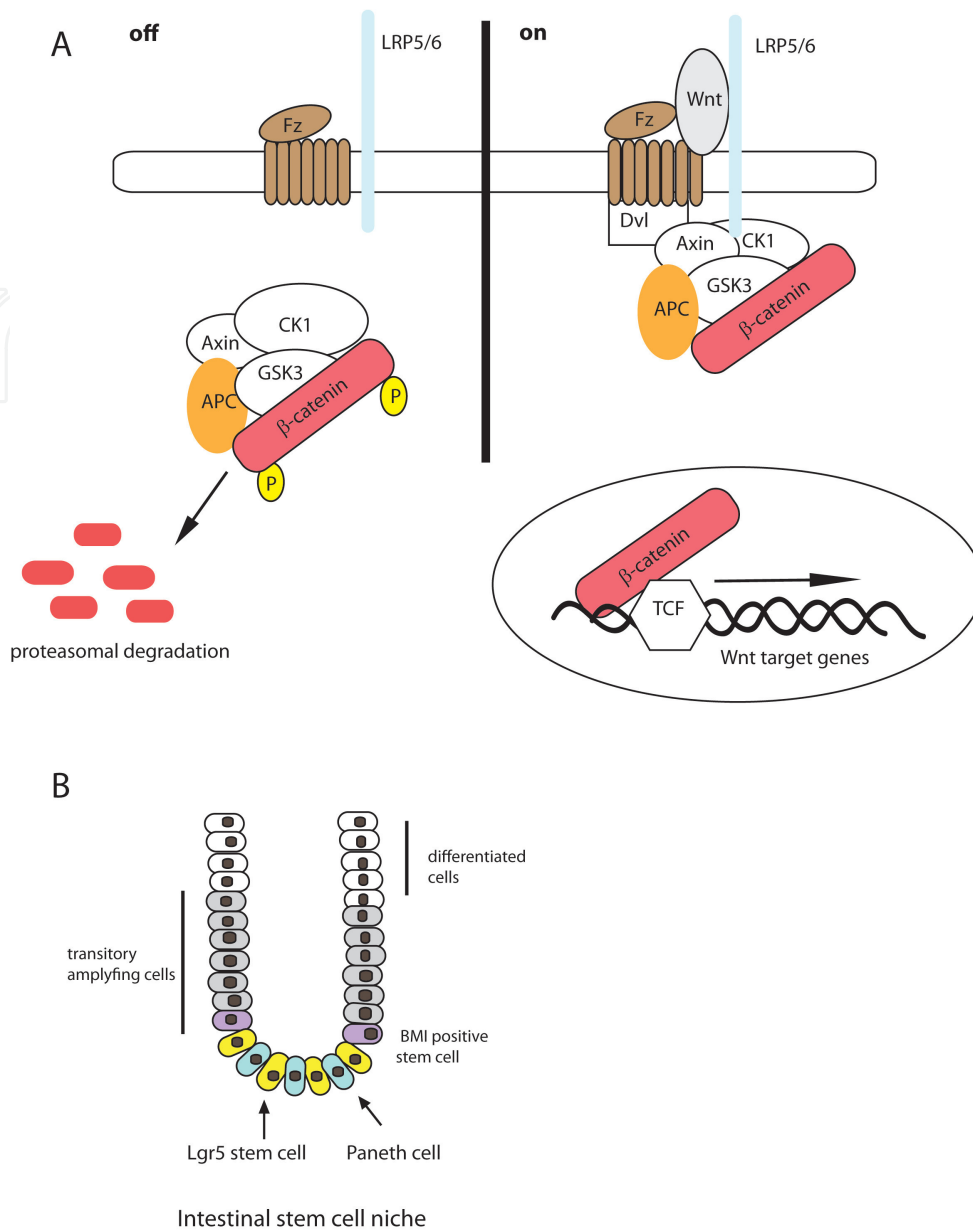 A
off
LRP5/6
on
LRP5/6
Wnt
Fz
Fz
Dvl
Axin
CK1
GSK3
APC
β-catenin
CK1
Axin
GSK3
APC
β-catenin
P
P
proteasomal degradation
β-catenin
TCF
Wnt target genes
B
differentiated
cells
transitory
amplyfing cells
BMI positive
stem cell
Lgr5 stem cell
Paneth cell
Intestinal stem cell niche